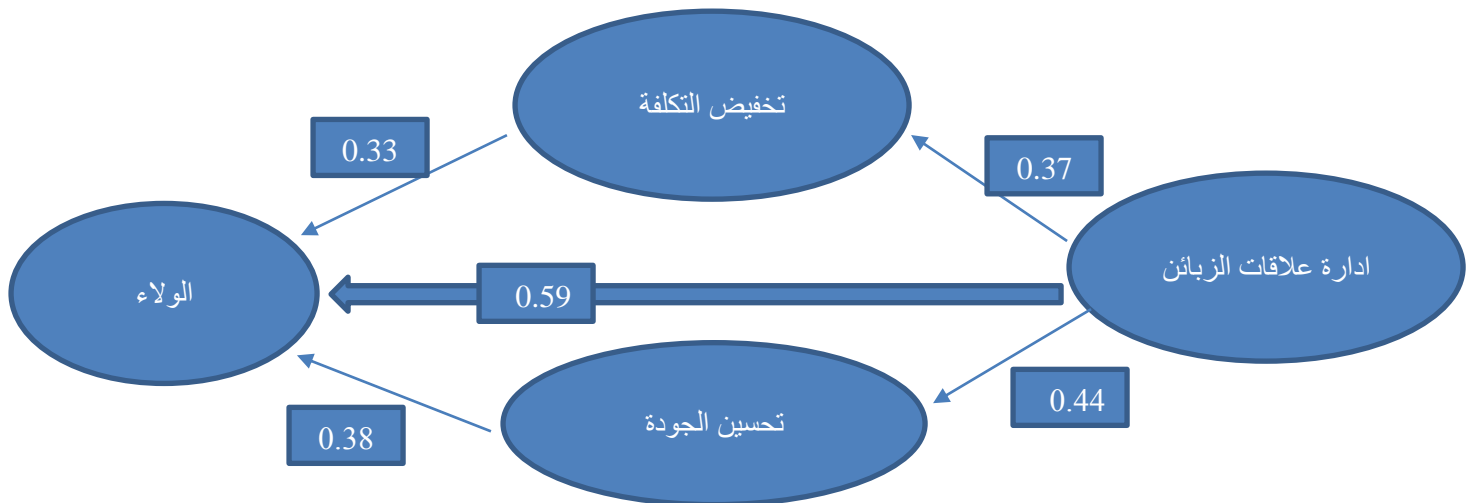 تخفيض التكلفة
0.37
0.33
ادارة علاقات الزبائن
0.59
الولاء
تحسين الجودة
0.44
0.38